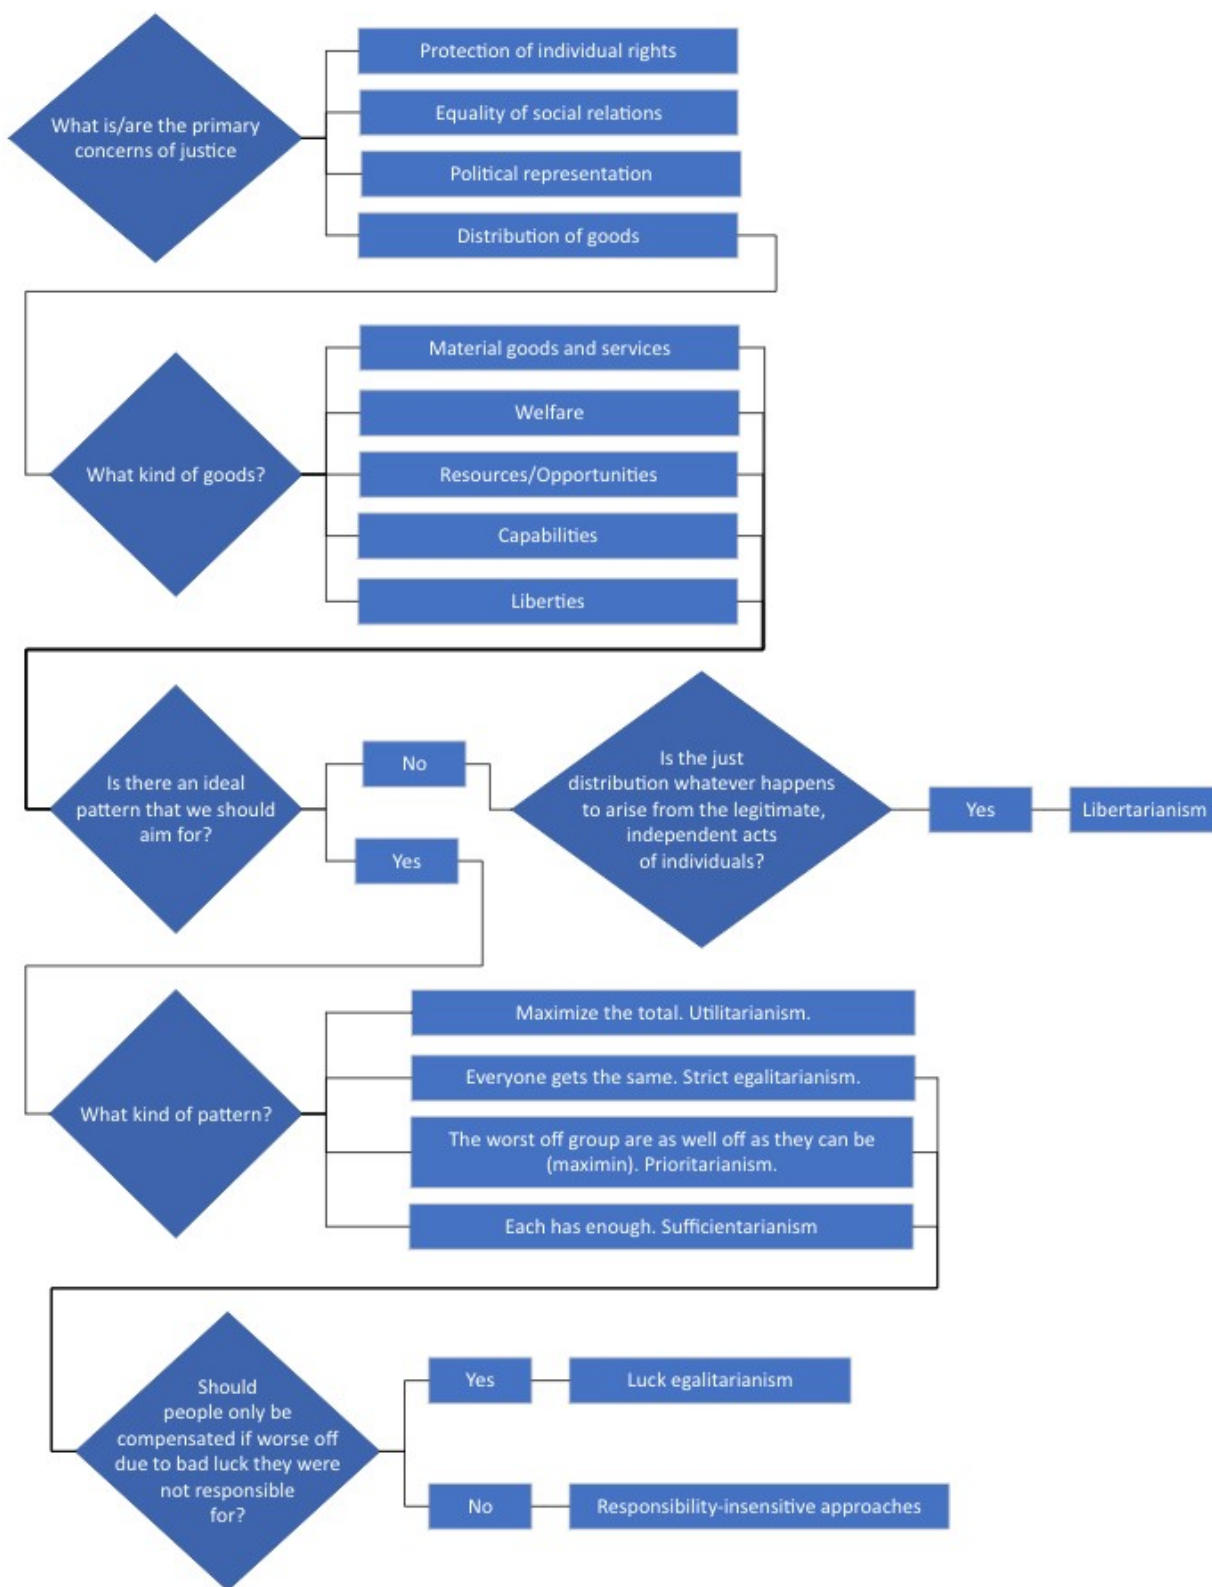 What is/are the primary
concerns of justice
Protection of individual rights
Equality of social relations
Political representation
Distribution of goods
What kind of goods?
Material goods and services
Welfare
Resources/Opportunities
Capabilities
Liberties
Is there an ideal
pattern that we should
aim for?
No
Yes
Is the just
distribution whatever happens
to arise from the legitimate,
independent acts
of individuals?
Yes
Libertarianism
What kind of pattern?
Maximize the total. Utilitarianism.
Everyone gets the same. Strict egalitarianism.
The worst off group are as well off as they can be
(maximin). Prioritarianism.
Each has enough. Sufficientarianism
Should
people only be
compensated if worse off
due to bad luck they were
not responsible
for?
Yes
Luck egalitarianism
No
Responsibility-insensitive approaches